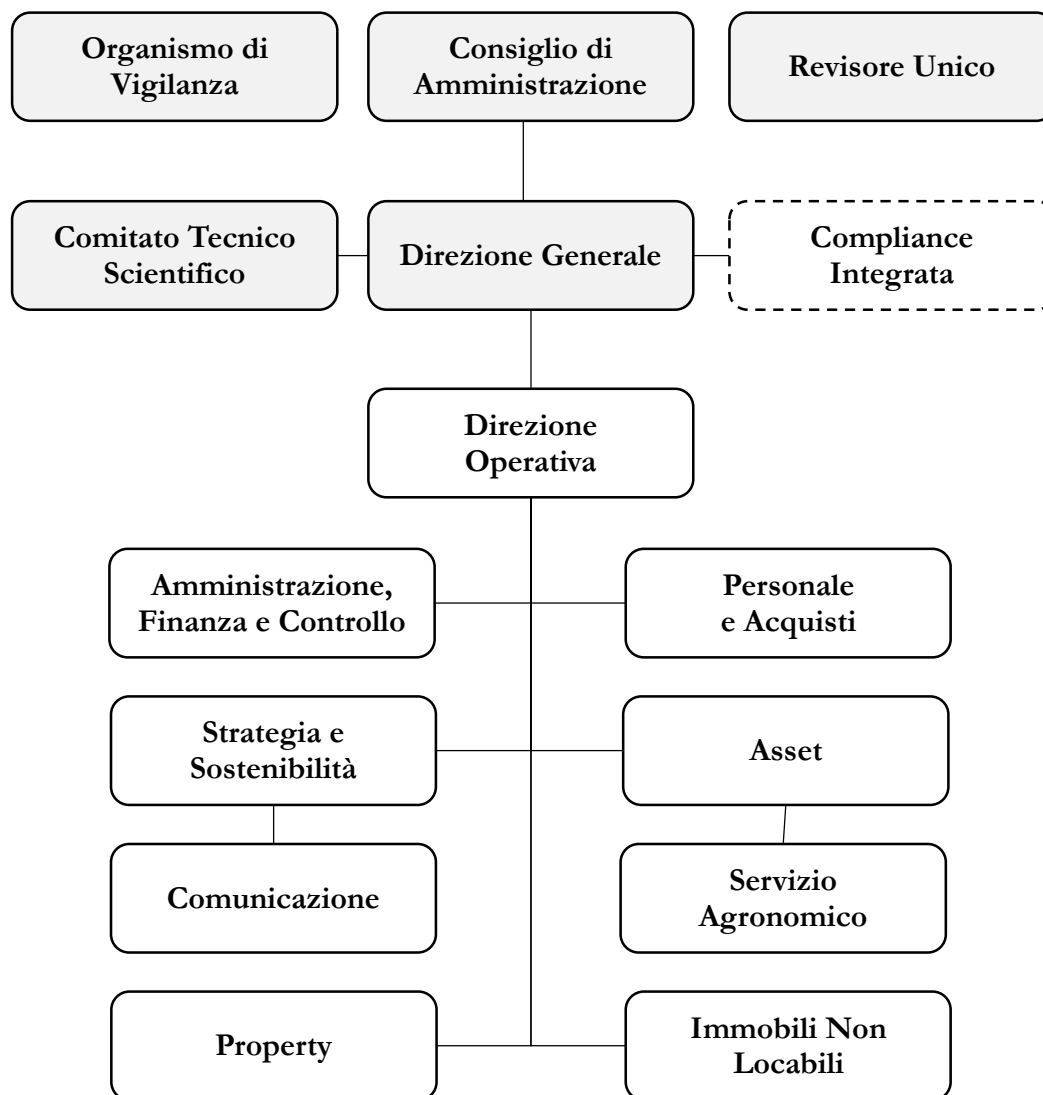 Organismo di
Vigilanza
Consiglio di
Amministrazione
Revisore Unico
Comitato Tecnico
Scientifico
Direzione Generale
Compliance
Integrata
Direzione
Operativa
Amministrazione,
Finanza e Controllo
Personale
e Acquisti
Strategia e
Sostenibilità
Asset
Comunicazione
Servizio
Agronomico
Property
Immobili Non
Locabili